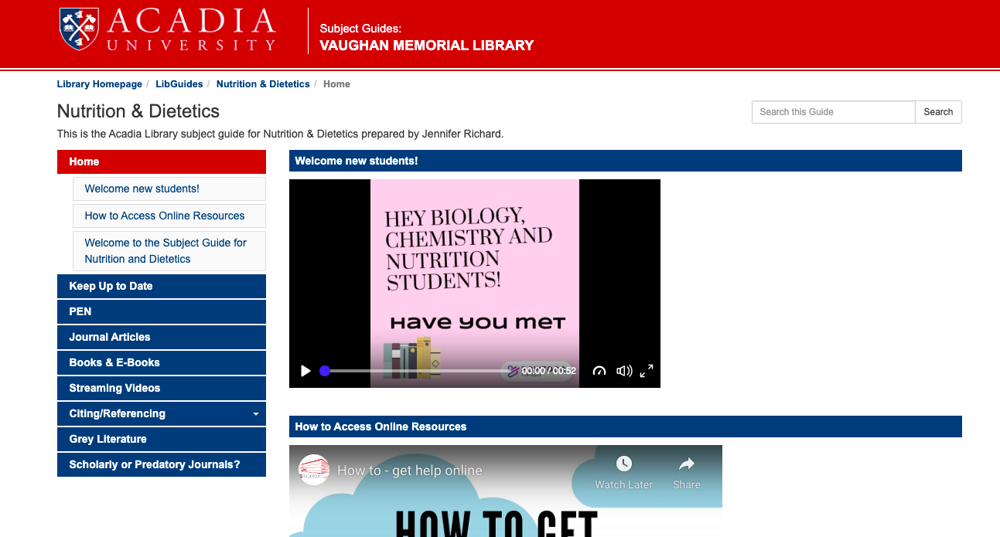 ACADIA
UNIVERSITY
Subject Guides:
VAUGHAN MEMORIAL LIBRARY
Library Homepage / LibGuides / Nutrition & Dietetics / Home
Nutrition & Dietetics
Search this Guide
Search
This is the Acadia Library subject guide for Nutrition & Dietetics prepared by Jennifer Richard.
Home
Welcome new students!
How to Access Online Resources
Welcome to the Subject Guide for
Nutrition and Dietetics
Keep Up to Date
PEN
Journal Articles
Books & E-Books
Streaming Videos
Citing/Referencing
Grey Literature
Scholarly or Predatory Journals?
Welcome new students!
HEY BIOLOGY,
CHEMISTRY AND
NUTRITION
STUDENTS!
Have you met
00:00 / 00:52
How to Access Online Resources
ACADIA
How to - get help online
Watch Later
Share
HOW TO GET